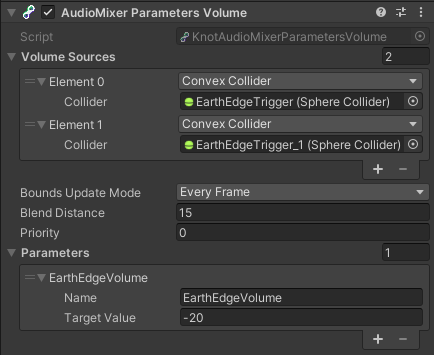 AudioMixer Parameters Volume
Script KnotAudioMixerParametersVolume
Volume Sources 2
Element 0 Convex Collider
Collider EarthEdgeTrigger (Sphere Collider)
Element 1 Convex Collider
Collider EarthEdgeTrigger_1 (Sphere Collider)
+ −
Bounds Update Mode Every Frame
Blend Distance 15
Priority 0
Parameters 1
EarthEdgeVolume
Name EarthEdgeVolume
Target Value -20
+ −